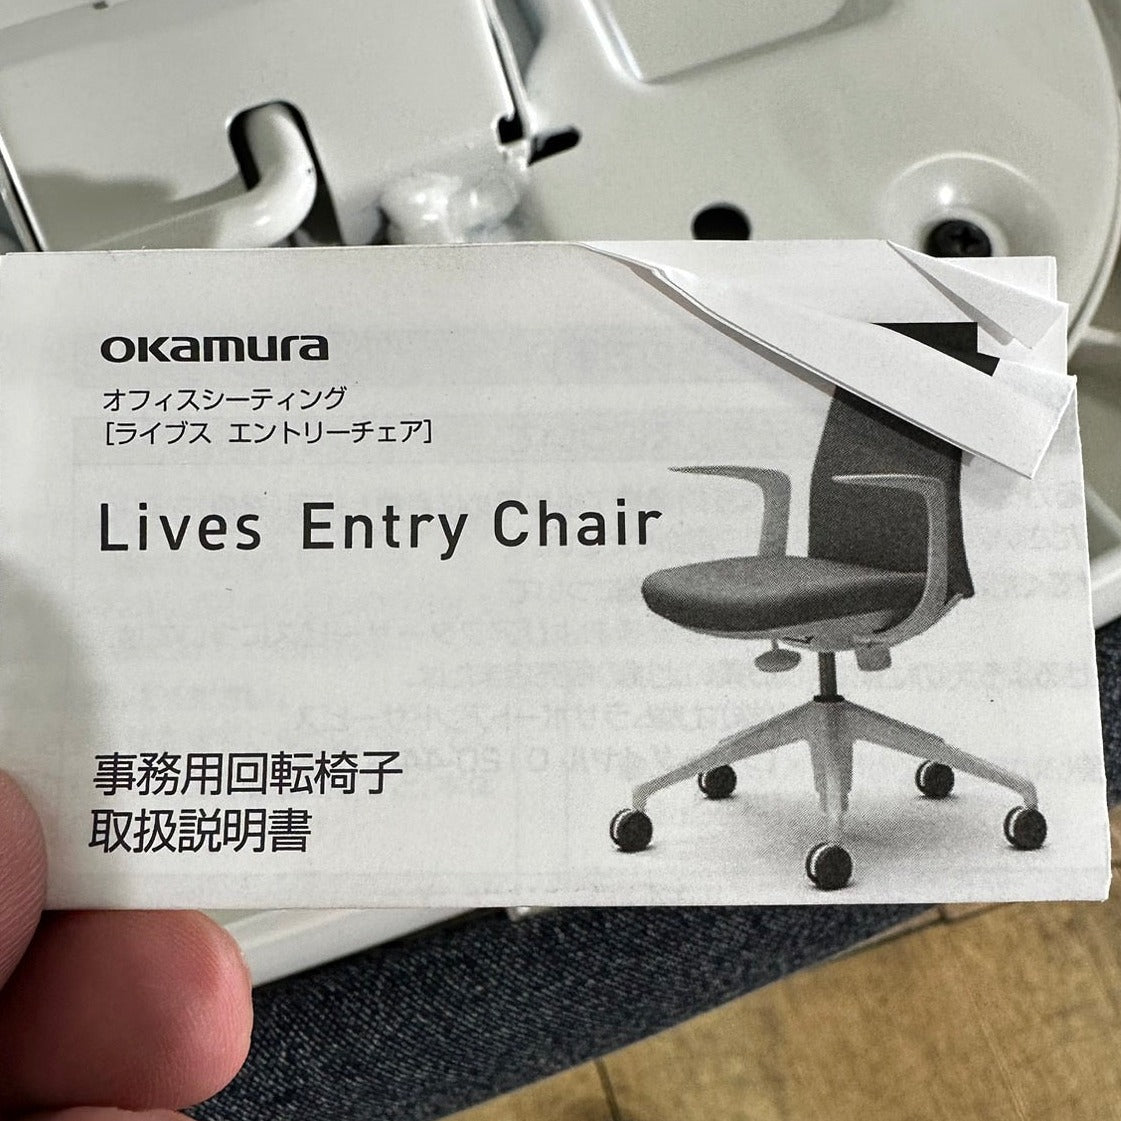 okamura
オフィスシーティング
[ライブス エントリーチェア]
Lives Entry Chair
事務用回転椅子
取扱説明書